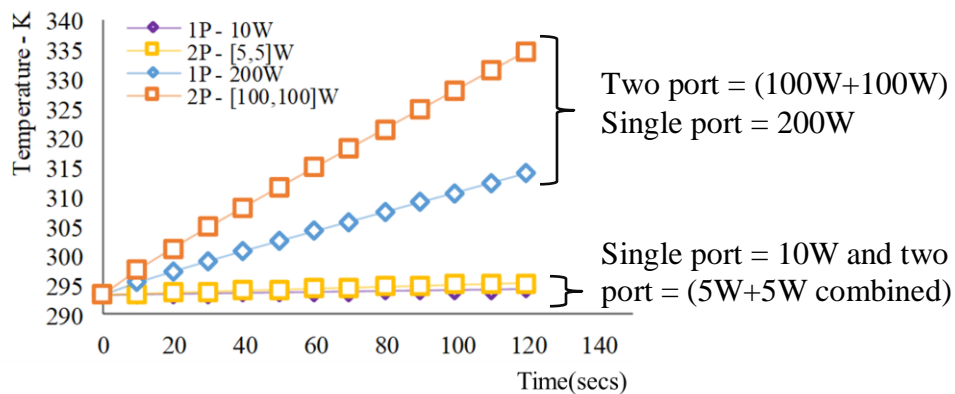 Temperature - K
340
335
330
325
320
315
310
305
300
295
290
1P - 10W
2P - [5,5]W
1P - 200W
2P - [100,100]W
Two port = (100W+100W)
Single port = 200W
Single port = 10W and two
port = (5W+5W combined)
0 20 40 60 80 100 120 140
Time(secs)